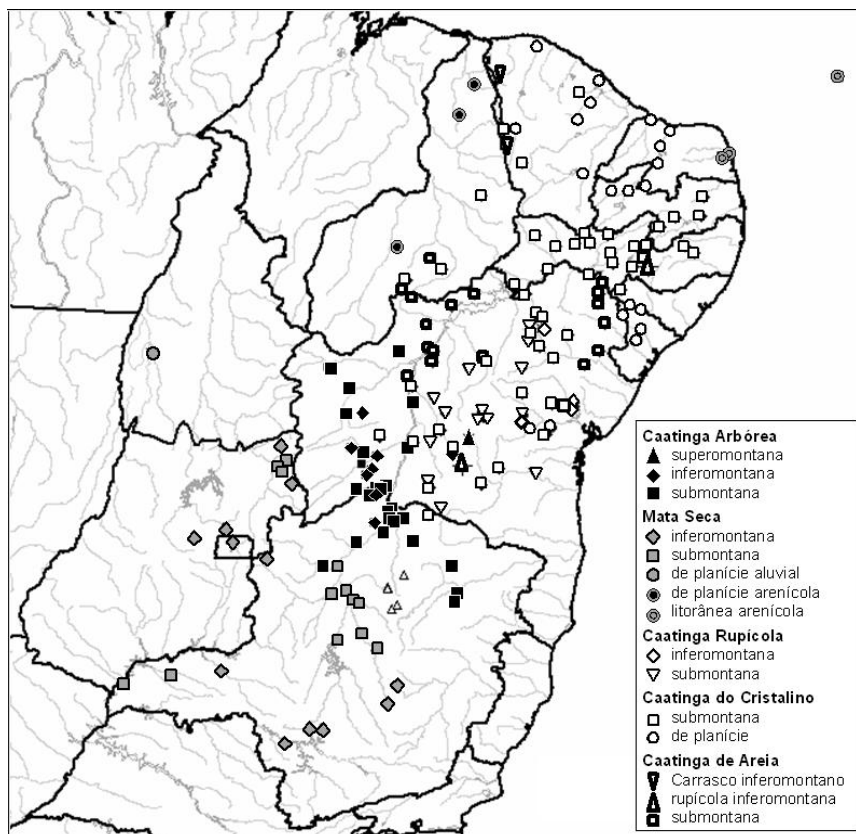 Caatinga Arbórea
superomontana
inferomontana
submontana
Mata Seca
inferomontana
submontana
de planície aluvial
de planície arenícola
litorânea arenícola
Caatinga Rupícola
inferomontana
submontana
Caatinga do Cristalino
submontana
de planície
Caatinga de Areia
Carrasco inferomontano
rupícola inferomontana
submontana